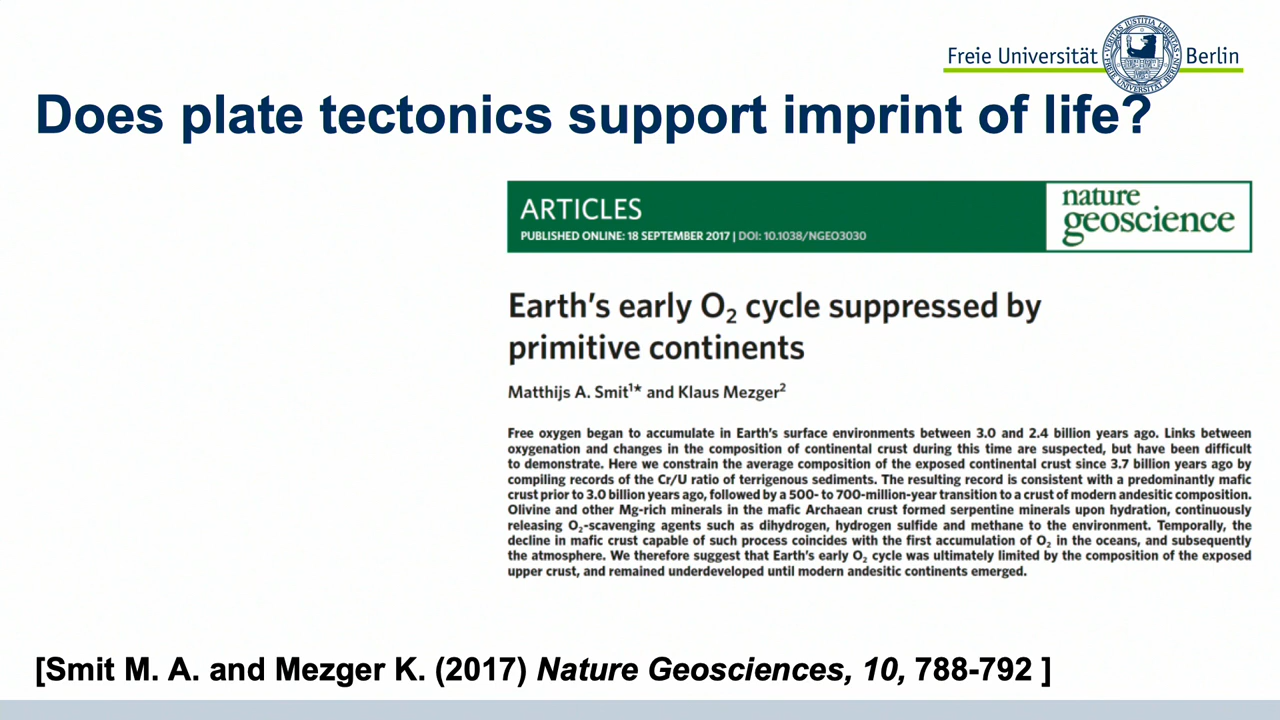 Freie Universität Berlin
Does plate tectonics support imprint of life?
ARTICLES
PUBLISHED ONLINE: 18 SEPTEMBER 2017 | DOI: 10.1038/NGEO3030
nature
geoscience
Earth's early O₂ cycle suppressed by
primitive continents
Matthijs A. Smit¹* and Klaus Mezger²
Free oxygen began to accumulate in Earth's surface environments between 3.0 and 2.4 billion years ago. Links between
oxygenation and changes in the composition of continental crust during this time are suspected, but have been difficult
to demonstrate. Here we constrain the average composition of the exposed continental crust since 3.7 billion years ago by
compiling records of the Cr/U ratio of terrigenous sediments. The resulting record is consistent with a predominantly mafic
crust prior to 3.0 billion years ago, followed by a 500- to 700-million-year transition to a crust of modern andesitic composition.
Olivine and other Mg-rich minerals in the mafic Archaean crust formed serpentine minerals upon hydration, continuously
releasing O₂-scavenging agents such as dihydrogen, hydrogen sulfide and methane to the environment. Temporally, the
decline in mafic crust capable of such process coincides with the first accumulation of O₂ in the oceans, and subsequently
the atmosphere. We therefore suggest that Earth's early O₂ cycle was ultimately limited by the composition of the exposed
upper crust, and remained underdeveloped until modern andesitic continents emerged.
[Smit M. A. and Mezger K. (2017) Nature Geosciences, 10, 788-792 ]